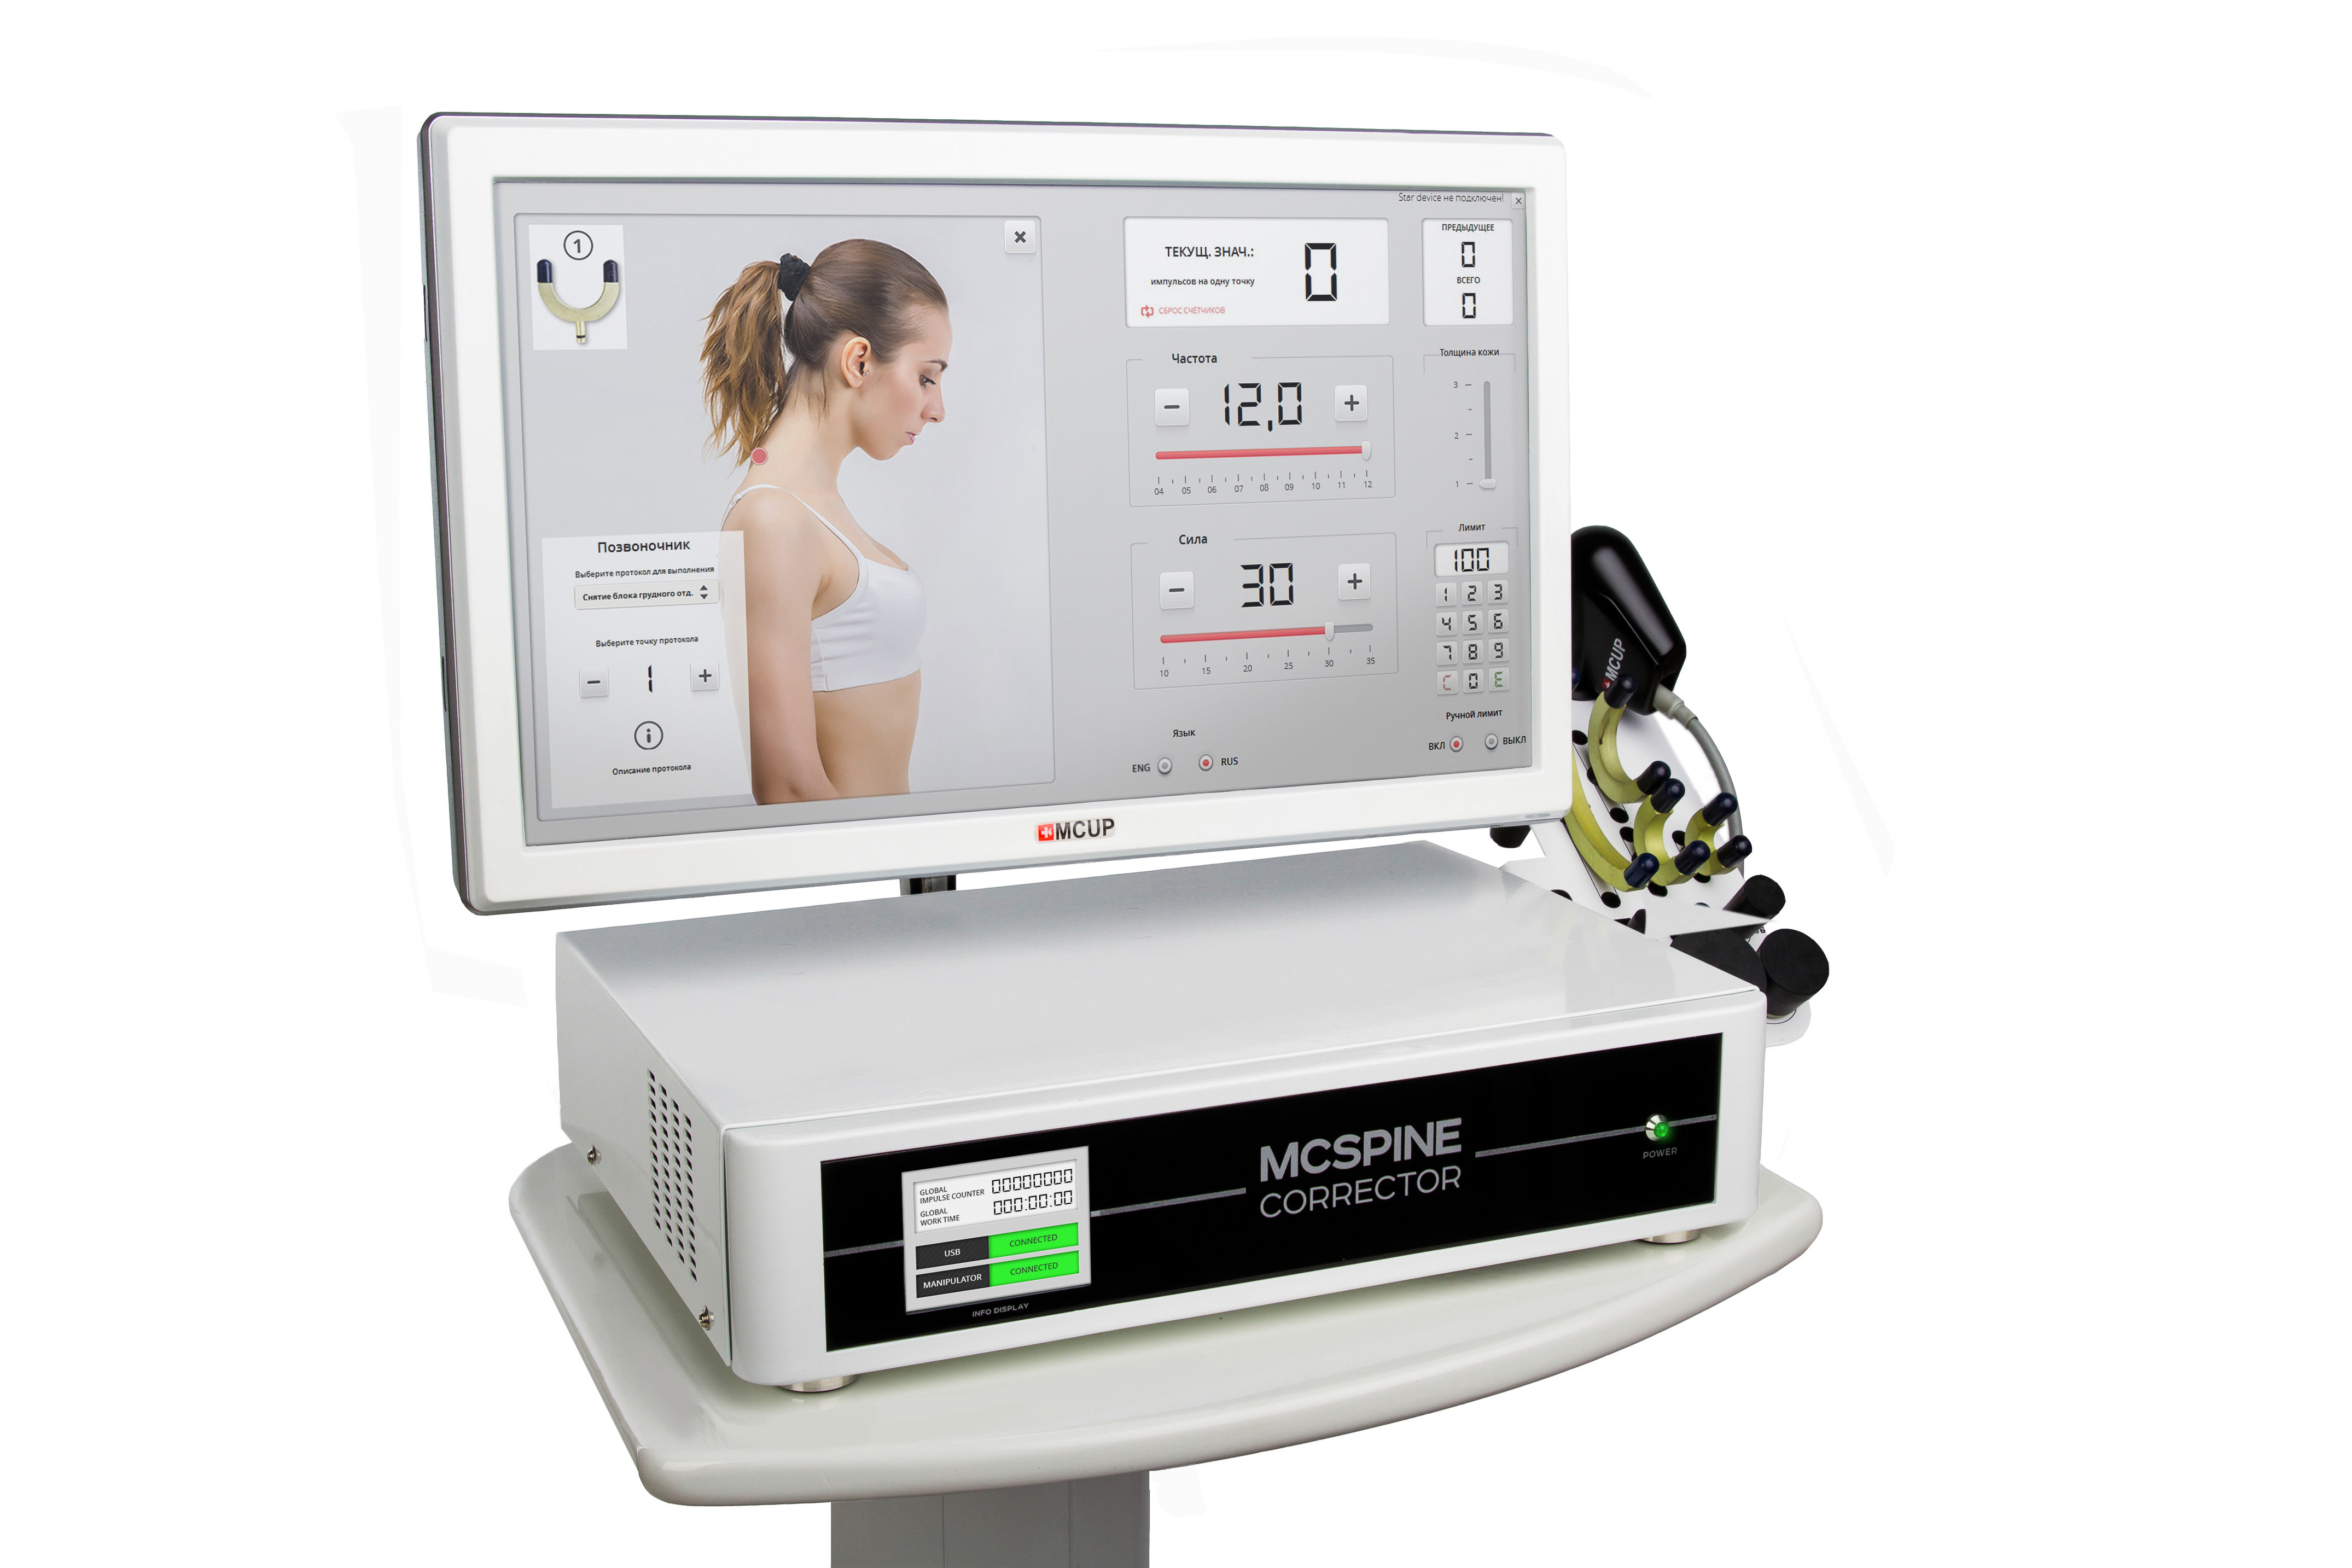 Star device не подключен!
1
ТЕКУЩ. ЗНАЧ.:
импульсов на одну точку
0
СБРОС СЧЕТЧИКОВ
ПРЕДЫДУЩЕЕ
0
ВСЕГО
0
Частота
12,0
04 05 06 07 08 09 10 11 12
Толщина кожи
3
2
1
Позвоночник
Выберите протокол для выполнения
Снятие блока грудного отд.
Выберите точку протокола
− 1 +
Описание протокола
Сила
30
10 15 20 25 30 35
Лимит
100
1 2 3
4 5 6
7 8 9
C 0 E
Ручной лимит
ВКЛ ВЫКЛ
Язык
ENG RUS
MCUP
MCUP
MCSPINE
CORRECTOR
POWER
GLOBAL
IMPULSE COUNTER 00000000
GLOBAL
WORK TIME 000:00:00
USB CONNECTED
MANIPULATOR CONNECTED
INFO DISPLAY